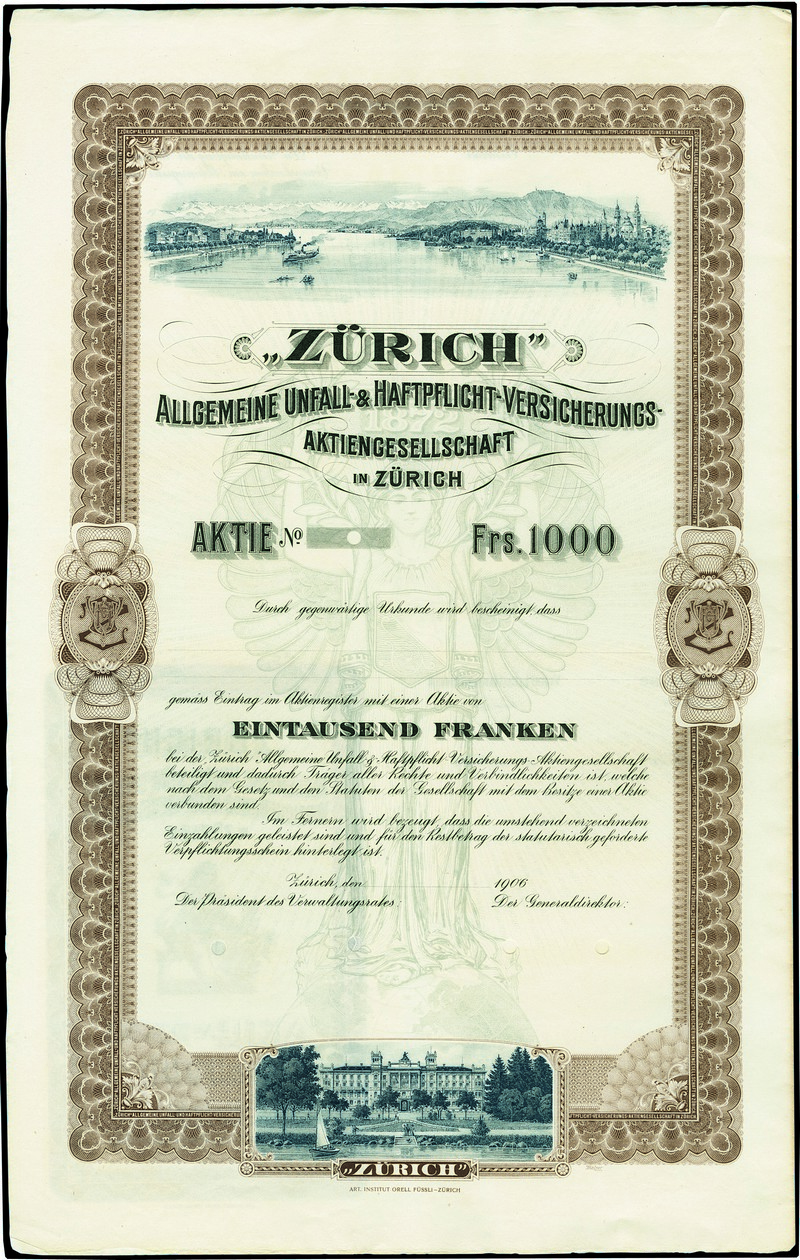 „ZÜRICH”
ALLGEMEINE UNFALL- & HAFTPFLICHT-VERSICHERUNGS-
AKTIENGESELLSCHAFT
IN ZÜRICH
1872
AKTIE No
Frs. 1000
Durch gegenwärtige Urkunde wird bescheinigt dass
gemäss Eintrag im Aktienregister mit einer Aktie von
EINTAUSEND FRANKEN
bei der „Zürich” Allgemeine Unfall & Haftpflicht-Versicherungs-Aktiengesellschaft
beteiligt und dadurch Träger aller Rechte und Verbindlichkeiten ist, welche
nach dem Gesetz und den Statuten der Gesellschaft mit dem Besitze einer Aktie
verbunden sind.
Im Fernern wird bezeugt, dass die umstehend verzeichneten
Einzahlungen geleistet sind und für den Restbetrag der statutarisch geforderte
Verpflichtungsschein hinterlegt ist.
Zürich, den 1906
Der Präsident des Verwaltungsrates: Der Generaldirektor:
„ZÜRICH”
ART. INSTITUT ORELL FÜSSLI-ZÜRICH